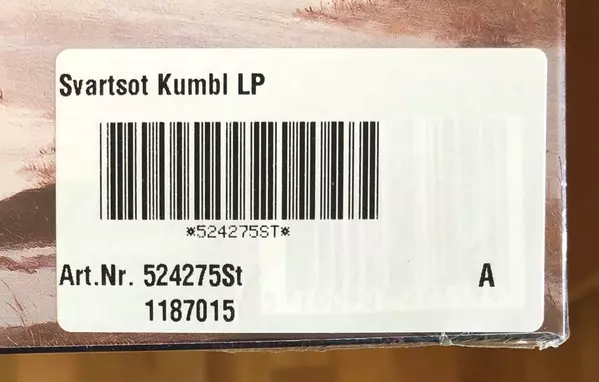 Svartsot Kumbl LP
*524275ST*
Art.Nr. 524275St
1187015
A